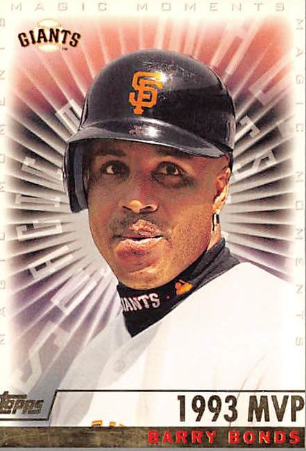 MAGIC MOMENTS
GIANTS
SF
GIANTS
Topps
1993 MVP
BARRY BONDS